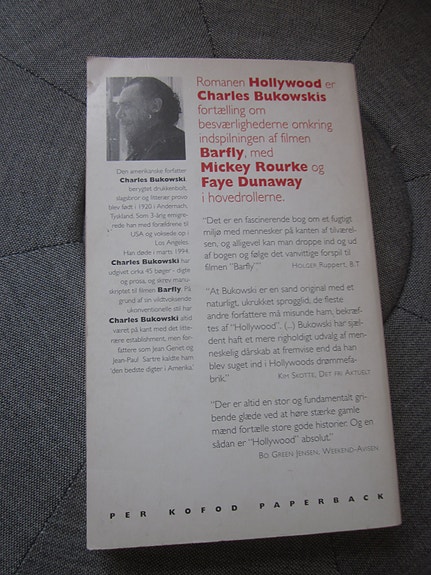 Romanen Hollywood er
Charles Bukowskis
fortælling om
besværlighederne omkring
indspilningen af filmen
Barfly, med
Mickey Rourke og
Faye Dunaway
i hovedrollerne.
Den amerikanske forfatter
Charles Bukowski,
berygtet drukkenbolt,
dagsbror og litterær provo
blev født i 1920 i Andernach,
Tyskland. Som 3-årig emigre-
rede han med forældrene til
USA og voksede op i
Los Angeles.
Han døde i marts 1994.
Charles Bukowski har
udgivet cirka 45 bøger - digte
og prosa, og skrev manu-
skriptet til filmen Barfly. På
grund af sin vildtvoksende
ukonventionelle stil har
Charles Bukowski altid
været på kant med det litte-
nære establishment, men for-
fattere som Jean Genet og
Jean-Paul Sartre kaldte ham
'den bedste digter i Amerika.'
"Det er en fascinerende bog om et fugtigt
miljø med mennesker på kanten af tilværel-
sen, og alligevel kan man droppe ind og ud
af bogen og følge det vanvittige forspil til
filmen "Barfly"." Holger Ruppert, B.T
"At Bukowski er en sand original med et
naturligt, ukrukket sprogglid, de fleste
andre forfattere må misunde ham, bekræf-
tes af "Hollywood". (...) Bukowski har sjæl-
dent haft et mere righoldigt udvalg af men-
neskelig dårskab at fremvise end da han
blev suget ind i Hollywoods drømmefa-
brik." Kim Skotte, Det fri Aktuelt
"Der er altid en stor og fundamentalt gri-
bende glæde ved at høre stærke gamle
mænd fortælle store gode historier. Og en
sådan er "Hollywood" absolut."
Bo Green Jensen, Weekend-Avisen
PER KOFOD PAPERBACK